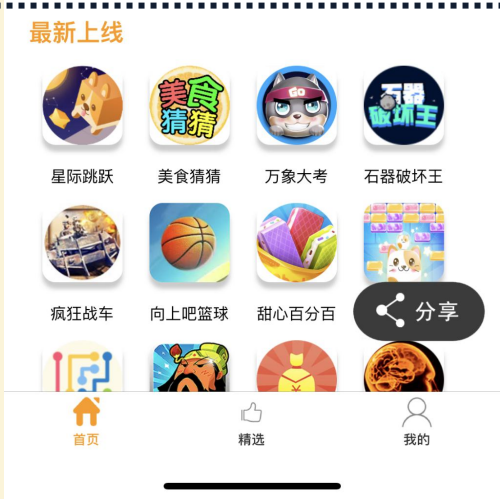 最新上线
美食
猜猜
GO
石器
破坏王
星际跳跃
美食猜猜
万象大考
石器破坏王
疯狂战车
向上吧篮球
甜心百分百
分享
首页
精选
我的